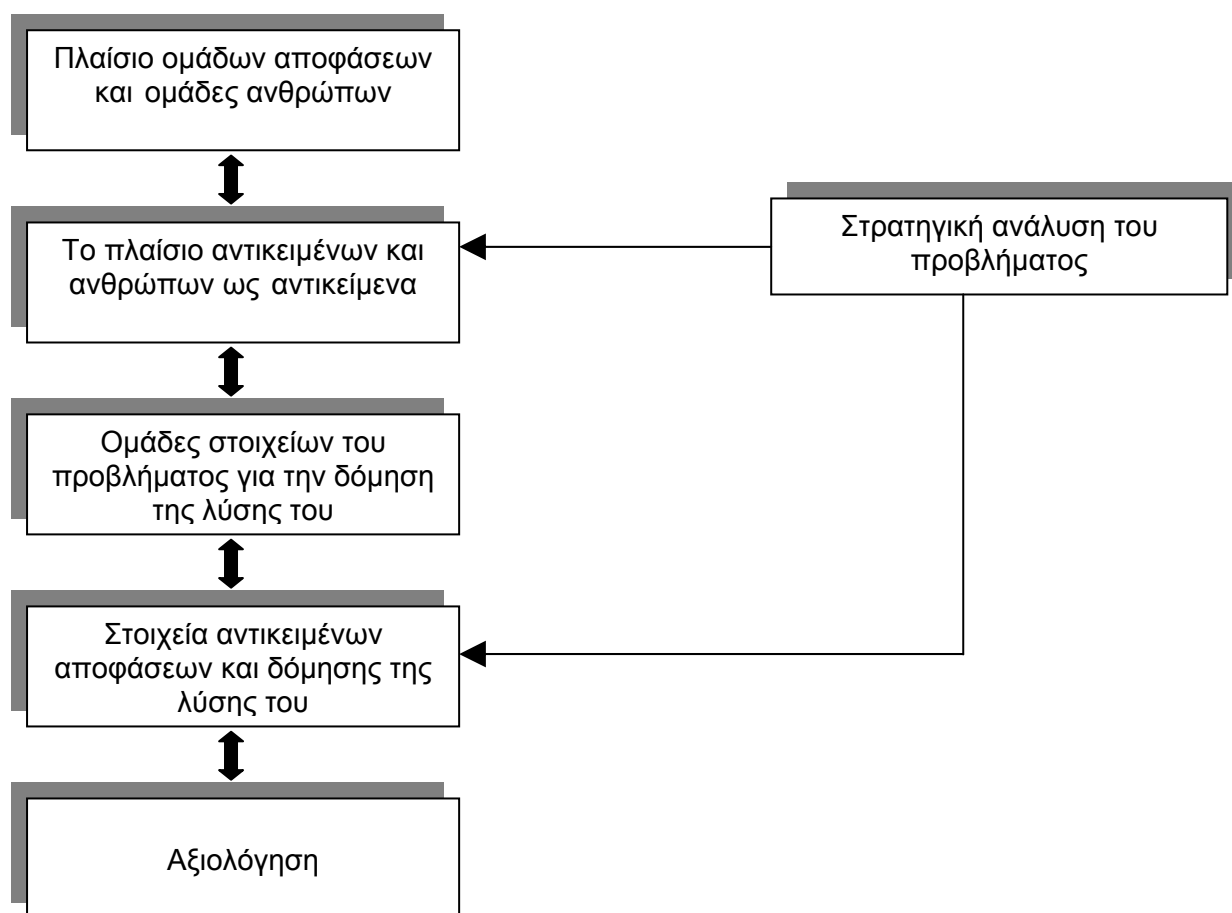 Πλαίσιο ομάδων αποφάσεων
και ομάδες ανθρώπων
Το πλαίσιο αντικειμένων και
ανθρώπων ως αντικείμενα
Στρατηγική ανάλυση του
προβλήματος
Ομάδες στοιχείων του
προβλήματος για την δόμηση
της λύσης του
Στοιχεία αντικειμένων
αποφάσεων και δόμησης της
λύσης του
Αξιολόγηση